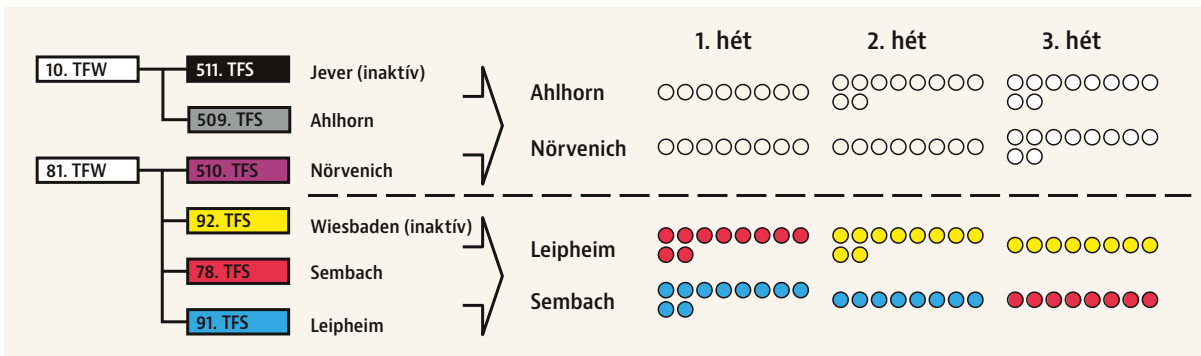 1. hét 2. hét 3. hét
10. TFW 511. TFS Jever (inaktív)
Ahlhorn
509. TFS Ahlhorn
Nörvenich
81. TFW 510. TFS Nörvenich
92. TFS Wiesbaden (inaktív)
Leipheim
78. TFS Sembach
Sembach
91. TFS Leipheim